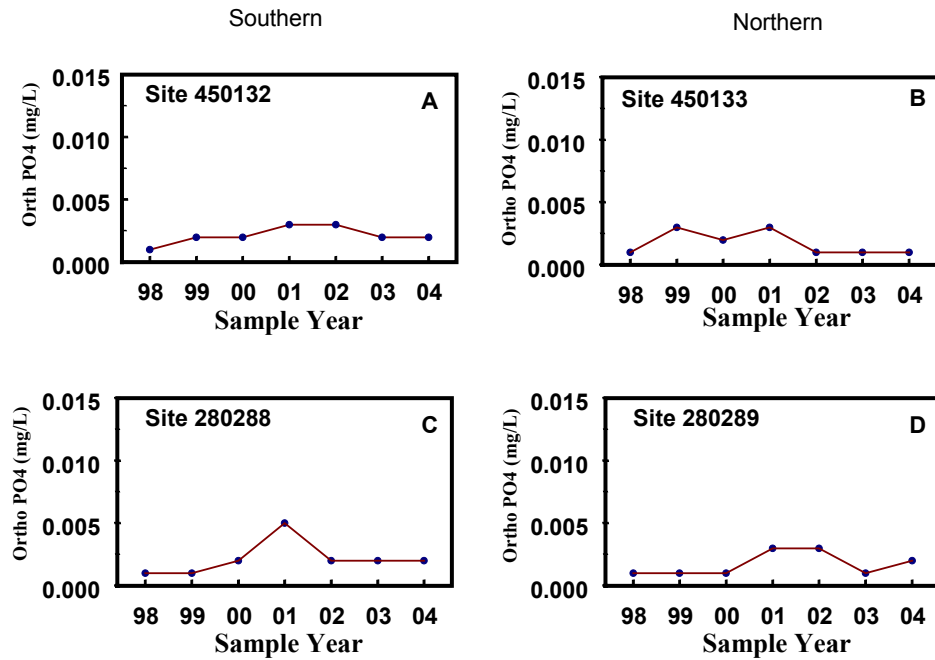 Southern
Northern
Orth PO4 (mg/L)
0.015
0.010
0.005
0.000
Site 450132
A
98 99 00 01 02 03 04
Sample Year
Ortho PO4 (mg/L)
0.015
0.010
0.005
0.000
Site 450133
B
98 99 00 01 02 03 04
Sample Year
Ortho PO4 (mg/L)
0.015
0.010
0.005
0.000
Site 280288
C
98 99 00 01 02 03 04
Sample Year
Ortho PO4 (mg/L)
0.015
0.010
0.005
0.000
Site 280289
D
98 99 00 01 02 03 04
Sample Year